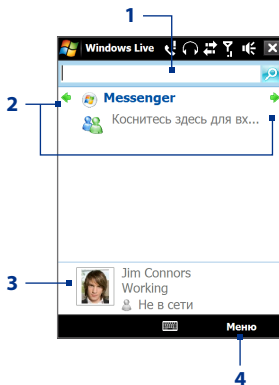 1
Windows Live
2
Messenger
Коснитесь здесь для вх...
3
Jim Connors
Working
Не в сети
Меню
4